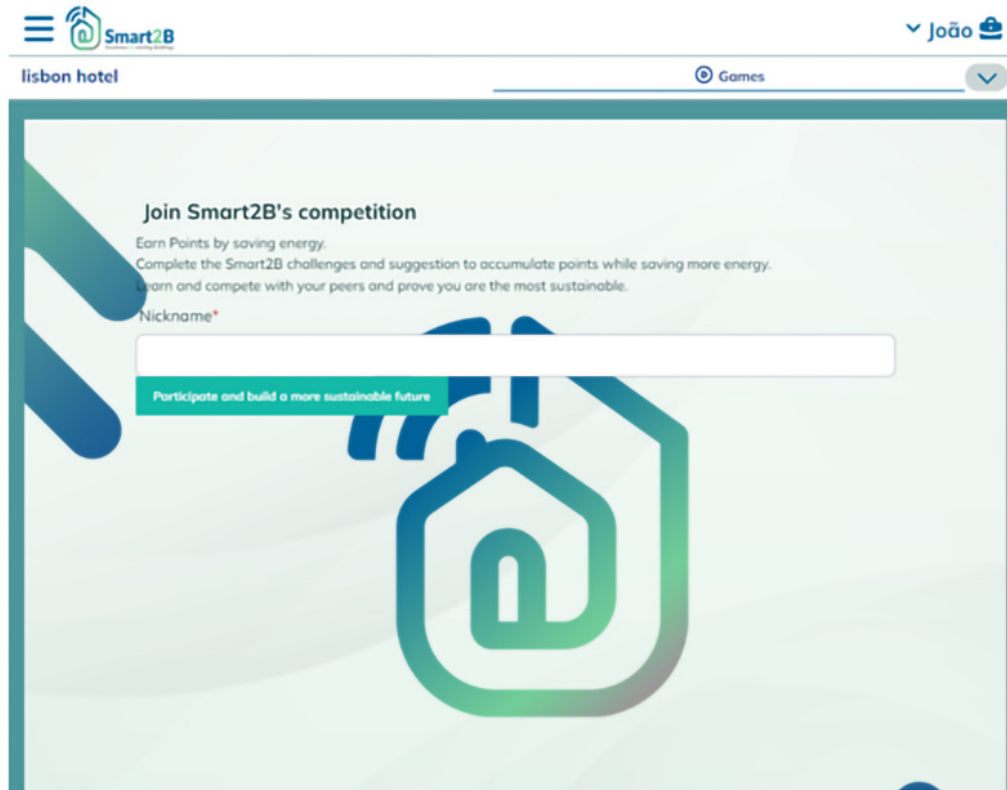 Smart2B
João
lisbon hotel
Games
Join Smart2B's competition
Earn Points by saving energy.
Complete the Smart2B challenges and suggestion to accumulate points while saving more energy.
Learn and compete with your peers and prove you are the most sustainable.
Nickname*
Participate and build a more sustainable future